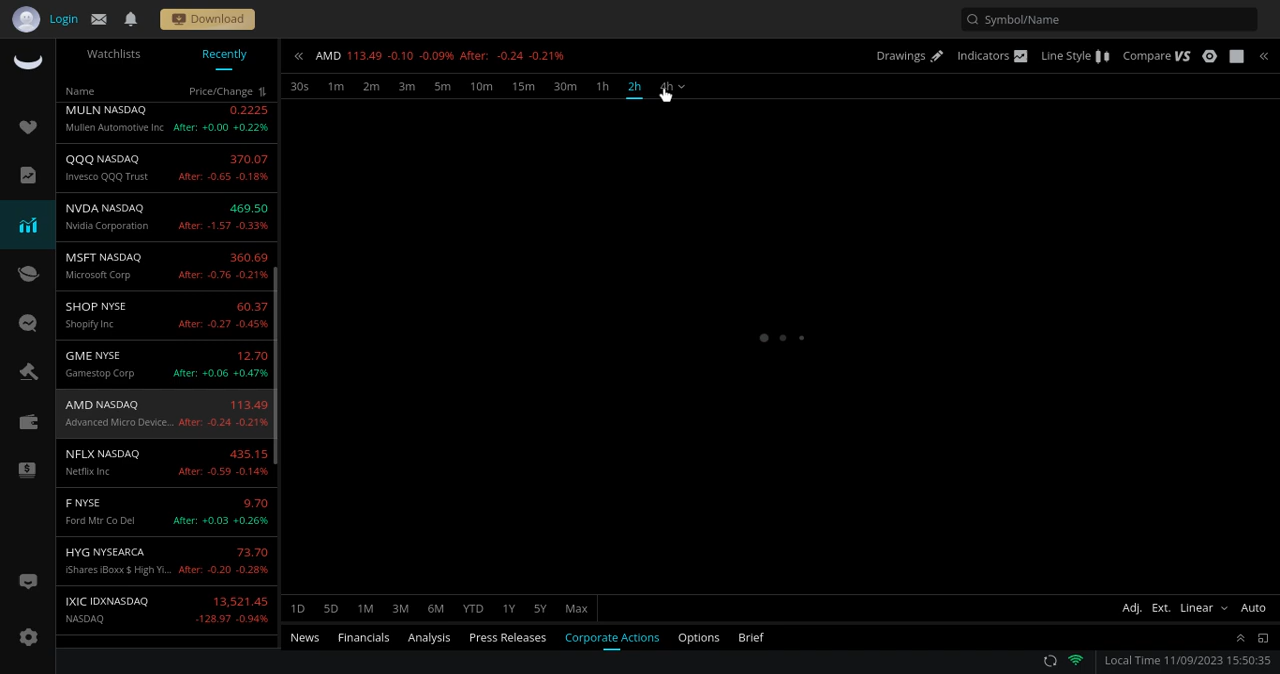 Login Download Symbol/Name
Watchlists Recently
Name Price/Change
MULN NASDAQ 0.2225
Mullen Automotive Inc After: +0.00 +0.22%
QQQ NASDAQ 370.07
Invesco QQQ Trust After: -0.65 -0.18%
NVDA NASDAQ 469.50
Nvidia Corporation After: -1.57 -0.33%
MSFT NASDAQ 360.69
Microsoft Corp After: -0.76 -0.21%
SHOP NYSE 60.37
Shopify Inc After: -0.27 -0.45%
GME NYSE 12.70
Gamestop Corp After: +0.06 +0.47%
AMD NASDAQ 113.49
Advanced Micro Device... After: -0.24 -0.21%
NFLX NASDAQ 435.15
Netflix Inc After: -0.59 -0.14%
F NYSE 9.70
Ford Mtr Co Del After: +0.03 +0.26%
HYG NYSEARCA 73.70
iShares iBoxx $ High Yi... After: -0.20 -0.28%
IXIC IDXNASDAQ 13,521.45
NASDAQ -128.97 -0.94%
AMD 113.49 -0.10 -0.09% After: -0.24 -0.21% Drawings Indicators Line Style Compare VS
30s 1m 2m 3m 5m 10m 15m 30m 1h 2h 4h
1D 5D 1M 3M 6M YTD 1Y 5Y Max Adj. Ext. Linear Auto
News Financials Analysis Press Releases Corporate Actions Options Brief
Local Time 11/09/2023 15:50:35